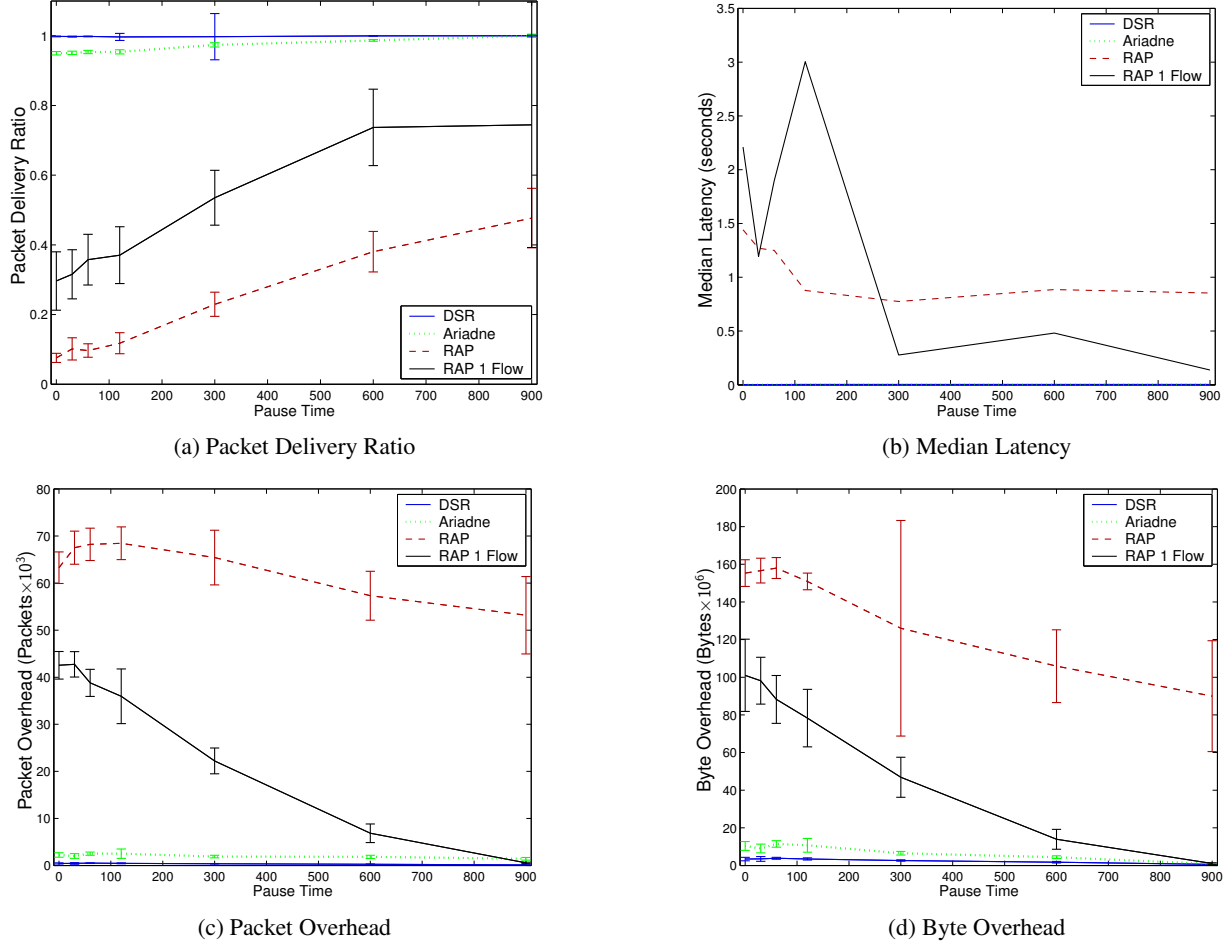 Packet Delivery Ratio
1
0.8
0.6
0.4
0.2
0
0 100 200 300 400 500 600 700 800 900
Pause Time
DSR
Ariadne
RAP
RAP 1 Flow
(a) Packet Delivery Ratio
Median Latency (seconds)
3.5
3
2.5
2
1.5
1
0.5
0
0 100 200 300 400 500 600 700 800 900
Pause Time
DSR
Ariadne
RAP
RAP 1 Flow
(b) Median Latency
Packet Overhead (Packets×10³)
80
70
60
50
40
30
20
10
0
0 100 200 300 400 500 600 700 800 900
Pause Time
DSR
Ariadne
RAP
RAP 1 Flow
(c) Packet Overhead
Byte Overhead (Bytes×10⁶)
200
180
160
140
120
100
80
60
40
20
0
0 100 200 300 400 500 600 700 800 900
Pause Time
DSR
Ariadne
RAP
RAP 1 Flow
(d) Byte Overhead